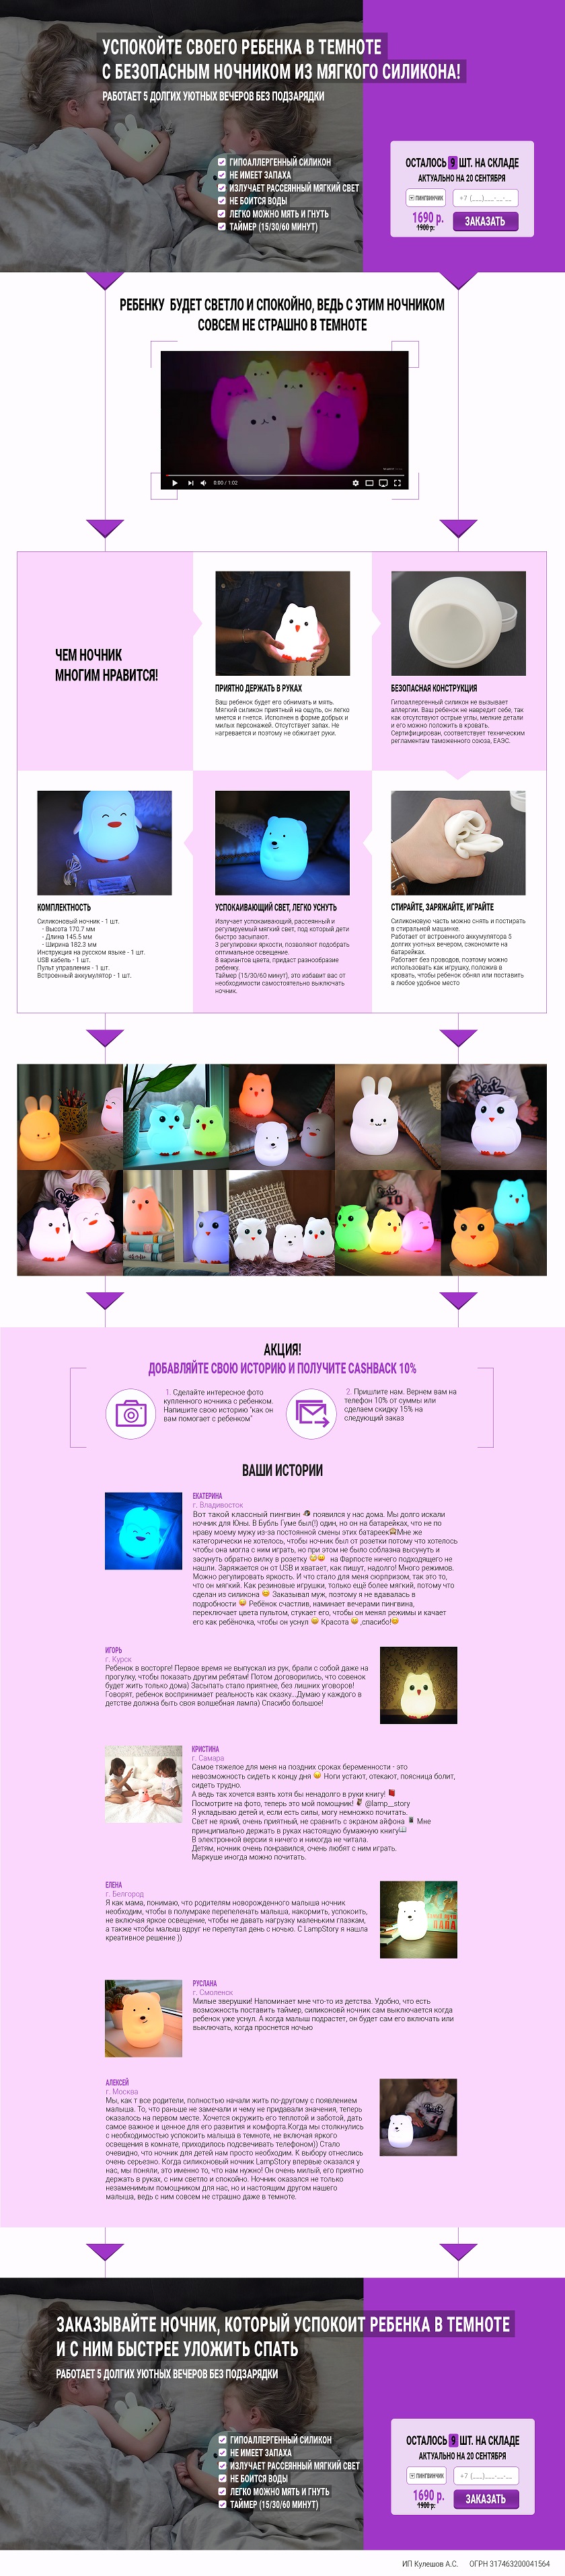 УСПОКОЙТЕ СВОЕГО РЕБЕНКА В ТЕМНОТЕ
С БЕЗОПАСНЫМ НОЧНИКОМ ИЗ МЯГКОГО СИЛИКОНА!
РАБОТАЕТ 5 ДОЛГИХ УЮТНЫХ ВЕЧЕРОВ БЕЗ ПОДЗАРЯДКИ
ГИПОАЛЛЕРГЕННЫЙ СИЛИКОН
НЕ ИМЕЕТ ЗАПАХА
ИЗЛУЧАЕТ РАССЕЯННЫЙ МЯГКИЙ СВЕТ
НЕ БОИТСЯ ВОДЫ
ЛЕГКО МОЖНО МЯТЬ И ГНУТЬ
ТАЙМЕР (15/30/60 МИНУТ)
ОСТАЛОСЬ 9 ШТ. НА СКЛАДЕ
АКТУАЛЬНО НА 20 СЕНТЯБРЯ
ПИНГВИНЧИК
+7 (___)___-__-__
1690 р.
1900 р.
ЗАКАЗАТЬ
РЕБЕНКУ БУДЕТ СВЕТЛО И СПОКОЙНО, ВЕДЬ С ЭТИМ НОЧНИКОМ
СОВСЕМ НЕ СТРАШНО В ТЕМНОТЕ
0:00 / 1:02
ЧЕМ НОЧНИК
МНОГИМ НРАВИТСЯ!
ПРИЯТНО ДЕРЖАТЬ В РУКАХ
Ваш ребенок будет его обнимать и мять.
Мягкий силикон приятный на ощупь, он легко
мнется и гнется. Исполнен в форме добрых и
милых персонажей. Отсутствует запах. Не
нагревается и поэтому не обжигает руки.
БЕЗОПАСНАЯ КОНСТРУКЦИЯ
Гипоаллергенный силикон не вызывает
аллергии. Ваш ребенок не навредит себе, так
как отсутствуют острые углы, мелкие детали
и его можно положить в кровать.
Сертифицирован, соответствует техническим
регламентам таможенного союза, ЕАЭС.
КОМПЛЕКТНОСТЬ
Силиконовый ночник - 1 шт.
- Высота 170.7 мм
- Длина 145.5 мм
- Ширина 182.3 мм
Инструкция на русском языке - 1 шт.
USB кабель - 1 шт.
Пульт управления - 1 шт.
Встроенный аккумулятор - 1 шт.
УСПОКАИВАЮЩИЙ СВЕТ, ЛЕГКО УСНУТЬ
Излучает успокаивающий, рассеянный и
регулируемый мягкий свет, под который дети
быстро засыпают.
3 регулировки яркости, позволяют подобрать
оптимальное освещение.
8 вариантов цвета, придаст разнообразие
ребенку.
Таймер (15/30/60 минут), это избавит вас от
необходимости самостоятельно выключать
ночник.
СТИРАЙТЕ, ЗАРЯЖАЙТЕ, ИГРАЙТЕ
Силиконовую часть можно снять и постирать
в стиральной машинке.
Работает от встроенного аккумулятора 5
долгих уютных вечером, сэкономите на
батарейках.
Работает без проводов, поэтому можно
использовать как игрушку, положив в
кровать, чтобы ребенок обнял или поставить
в любое удобное место
Best
10
АКЦИЯ!
ДОБАВЛЯЙТЕ СВОЮ ИСТОРИЮ И ПОЛУЧИТЕ CASHBACK 10%
1. Сделайте интересное фото
купленного ночника с ребенком.
Напишите свою историю "как он
вам помогает с ребенком"
2. Пришлите нам. Вернем вам на
телефон 10% от суммы или
сделаем скидку 15% на
следующий заказ
ВАШИ ИСТОРИИ
ЕКАТЕРИНА
г. Владивосток
Вот такой классный пингвин 🐧 появился у нас дома. Мы долго искали
ночник для Юны. В Бубль Гуме был(!) один, но он на батарейках, что не по
нраву моему мужу из-за постоянной смены этих батареек🙈Мне же
категорически не хотелось, чтобы ночник был от розетки потому что хотелось
чтобы она могла с ним играть, но при этом не было соблазна высунуть и
засунуть обратно вилку в розетку 😳😄 на Фарпосте ничего подходящего не
нашли. Заряжается он от USB и хватает, как пишут, надолго! Много режимов.
Можно регулировать яркость. И что стало для меня сюрпризом, так это то,
что он мягкий. Как резиновые игрушки, только ещё более мягкий, потому что
сделан из силикона 😍 Заказывал муж, поэтому я не вдавалась в
подробности 😄 Ребёнок счастлив, нажимает вечерами пингвина,
переключает цвета пультом, стукает его, чтобы он менял режимы и качает
его как ребёночка, чтобы он уснул 😄 Красота 😍 ,спасибо!😍
ИГОРЬ
г. Курск
Ребенок в восторге! Первое время не выпускал из рук, брали с собой даже на
прогулку, чтобы показать другим ребятам! Потом договорились, что совенок
будет жить только дома) Засыпать стало приятнее, без лишних уговоров!
Говорят, ребенок воспринимает реальность как сказку...Думаю у каждого в
детстве должна быть своя волшебная лампа) Спасибо большое!
КРИСТИНА
г. Самара
Самое тяжелое для меня на поздних сроках беременности - это
невозможность сидеть к концу дня 😄 Ноги устают, отекают, поясница болит,
сидеть трудно.
А ведь так хочется взять хотя бы ненадолго в руки книгу! 📕
Посмотрите на фото, теперь это мой помощник! @lamp__story
Я укладываю детей и, если есть силы, могу немножко почитать.
Свет не яркий, очень приятный, не сравнить с экраном айфона 📱 Мне
принципиально держать в руках настоящую бумажную книгу📖
В электронной версии я ничего и никогда не читала.
Детям, ночник очень понравился, очень любят с ним играть.
Маркуше иногда можно почитать.
ЕЛЕНА
г. Белгород
Я как мама, понимаю, что родителям новорожденного малыша ночник
необходим, чтобы в полумраке перепеленать малыша, накормить, успокоить,
не включая яркое освещение, чтобы не давать нагрузку маленьким глазкам,
а также чтобы малыш вдруг не перепутал день с ночью. С LampStory я нашла
креативное решение ))
ПАПА
РУСЛАНА
г. Смоленск
Милые зверушки! Напоминает мне что-то из детства. Удобно, что есть
возможность поставить таймер, силиконовй ночник сам выключается когда
ребенок уже уснул. А когда малыш подрастет, он будет сам его включать или
выключать, когда проснется ночью
АЛЕКСЕЙ
г. Москва
Мы, как т все родители, полностью начали жить по-другому с появлением
малыша. То, что раньше не замечали и чему не придавали значения, теперь
оказалось на первом месте. Хочется окружить его теплотой и заботой, дать
самое важное и ценное для его развития и комфорта.Когда мы столкнулись
с необходимостью успокоить малыша в темноте, не включая яркого
освещения в комнате, приходилось подсвечивать телефоном)) Стало
очевидно, что ночник для детей нам просто необходим. К выбору отнеслись
очень серьезно. Когда силиконовый ночник LampStory впервые оказался у
нас, мы поняли, это именно то, что нам нужно! Он очень милый, его приятно
держать в руках, с ним светло и спокойно. Ночник оказался не только
незаменимым помощником для нас, но и настоящим другом нашего
малыша, ведь с ним совсем не страшно даже в темноте.
ЗАКАЗЫВАЙТЕ НОЧНИК, КОТОРЫЙ УСПОКОИТ РЕБЕНКА В ТЕМНОТЕ
И С НИМ БЫСТРЕЕ УЛОЖИТЬ СПАТЬ
РАБОТАЕТ 5 ДОЛГИХ УЮТНЫХ ВЕЧЕРОВ БЕЗ ПОДЗАРЯДКИ
ГИПОАЛЛЕРГЕННЫЙ СИЛИКОН
НЕ ИМЕЕТ ЗАПАХА
ИЗЛУЧАЕТ РАССЕЯННЫЙ МЯГКИЙ СВЕТ
НЕ БОИТСЯ ВОДЫ
ЛЕГКО МОЖНО МЯТЬ И ГНУТЬ
ТАЙМЕР (15/30/60 МИНУТ)
ОСТАЛОСЬ 9 ШТ. НА СКЛАДЕ
АКТУАЛЬНО НА 20 СЕНТЯБРЯ
ПИНГВИНЧИК
+7 (___)___-__-__
1690 р.
1900 р.
ЗАКАЗАТЬ
ИП Кулешов А.С. ОГРН 317463200041564